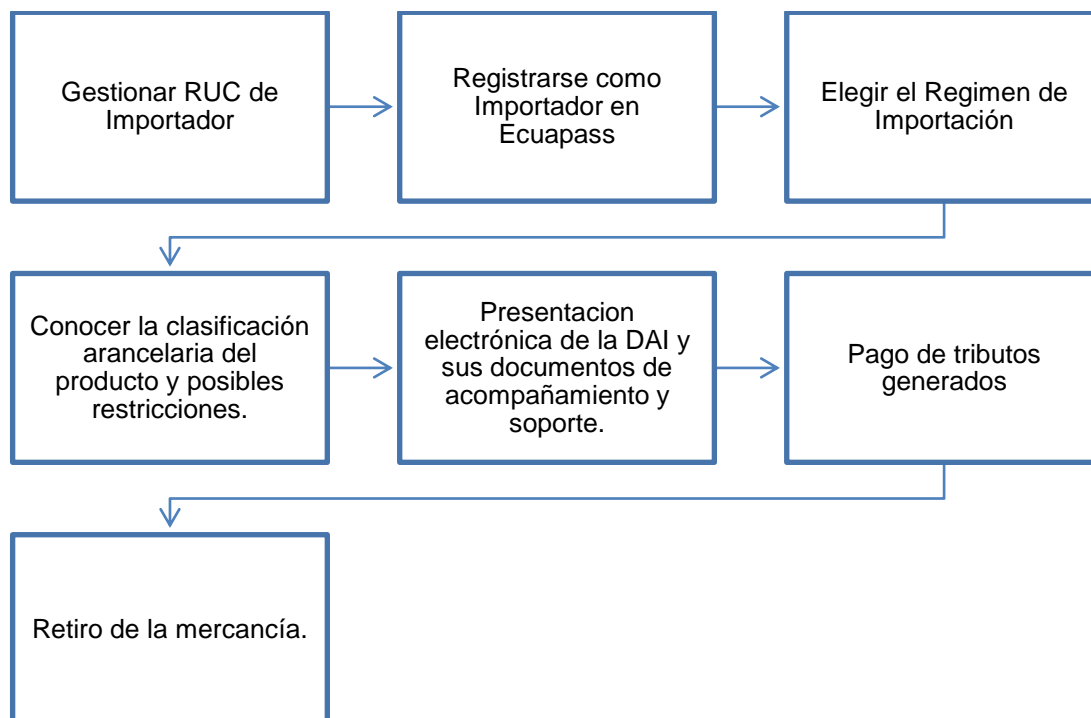 Gestionar RUC de
Importador
Registrarse como
Importador en
Ecuapass
Elegir el Regimen de
Importación
Conocer la clasificación
arancelaria del
producto y posibles
restricciones.
Presentacion
electrónica de la DAI y
sus documentos de
acompañamiento y
soporte.
Pago de tributos
generados
Retiro de la mercancía.